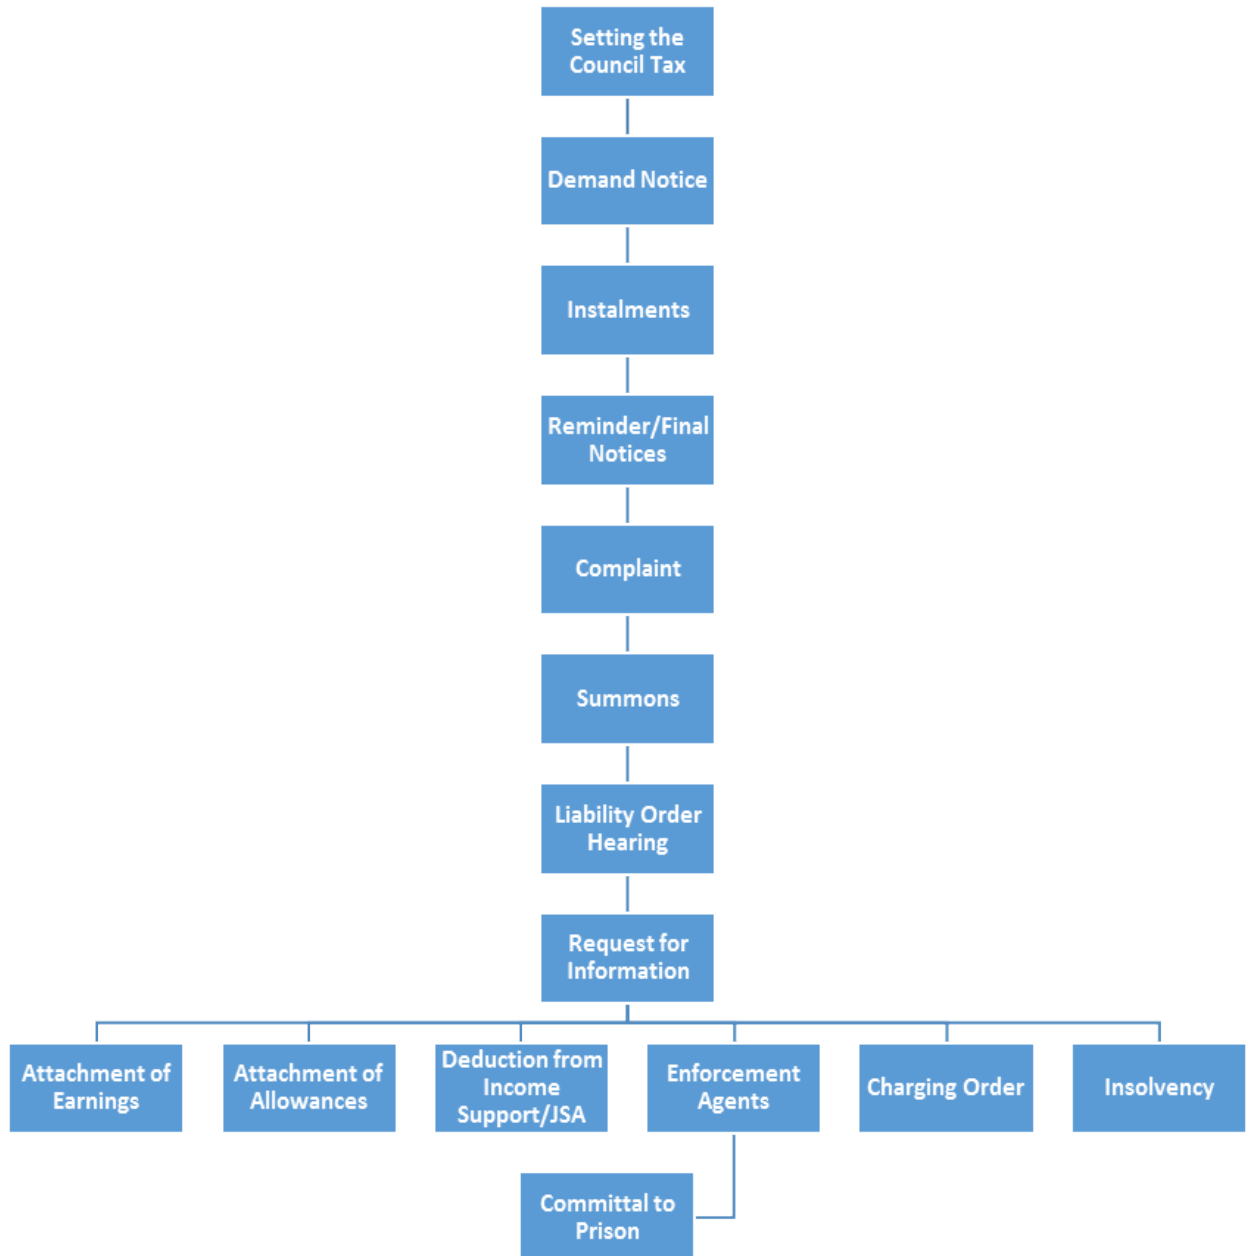 Setting the
Council Tax
Demand Notice
Instalments
Reminder/Final
Notices
Complaint
Summons
Liability Order
Hearing
Request for
Information
Attachment of
Earnings
Attachment of
Allowances
Deduction from
Income
Support/JSA
Enforcement
Agents
Charging Order
Insolvency
Committal to
Prison